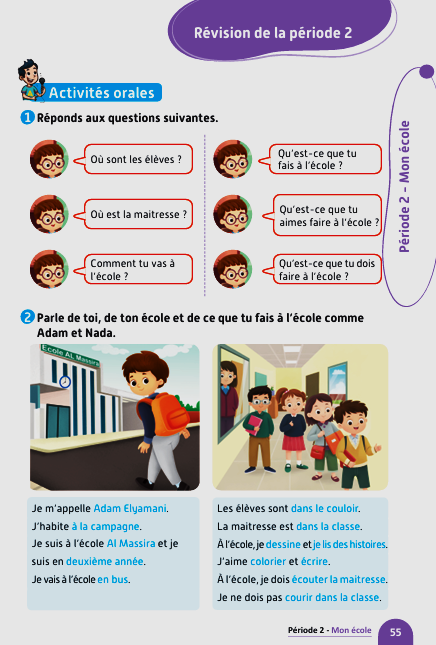 Révision de la période 2
Activités orales
1 Réponds aux questions suivantes.
Où sont les élèves ?
Qu'est-ce que tu
fais à l'école ?
Où est la maitresse ?
Qu'est-ce que tu
aimes faire à l'école ?
Comment tu vas à
l'école ?
Qu'est-ce que tu dois
faire à l'école ?
Période 2 - Mon école
2 Parle de toi, de ton école et de ce que tu fais à l'école comme
Adam et Nada.
Ecole AL Massira
Je m'appelle Adam Elyamani.
J'habite à la campagne.
Je suis à l'école Al Massira et je
suis en deuxième année.
Je vais à l'école en bus.
Les élèves sont dans le couloir.
La maitresse est dans la classe.
À l'école, je dessine et je lis des histoires.
J'aime colorier et écrire.
À l'école, je dois écouter la maitresse.
Je ne dois pas courir dans la classe.
Période 2 - Mon école
55